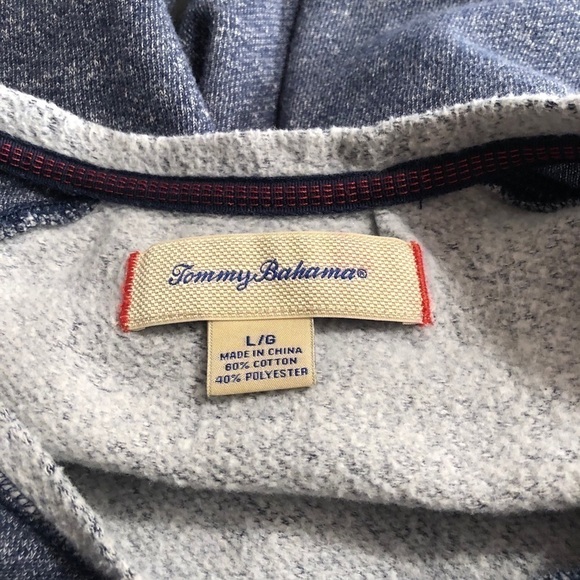 Tommy Bahama®
L/G
MADE IN CHINA
60% COTTON
40% POLYESTER